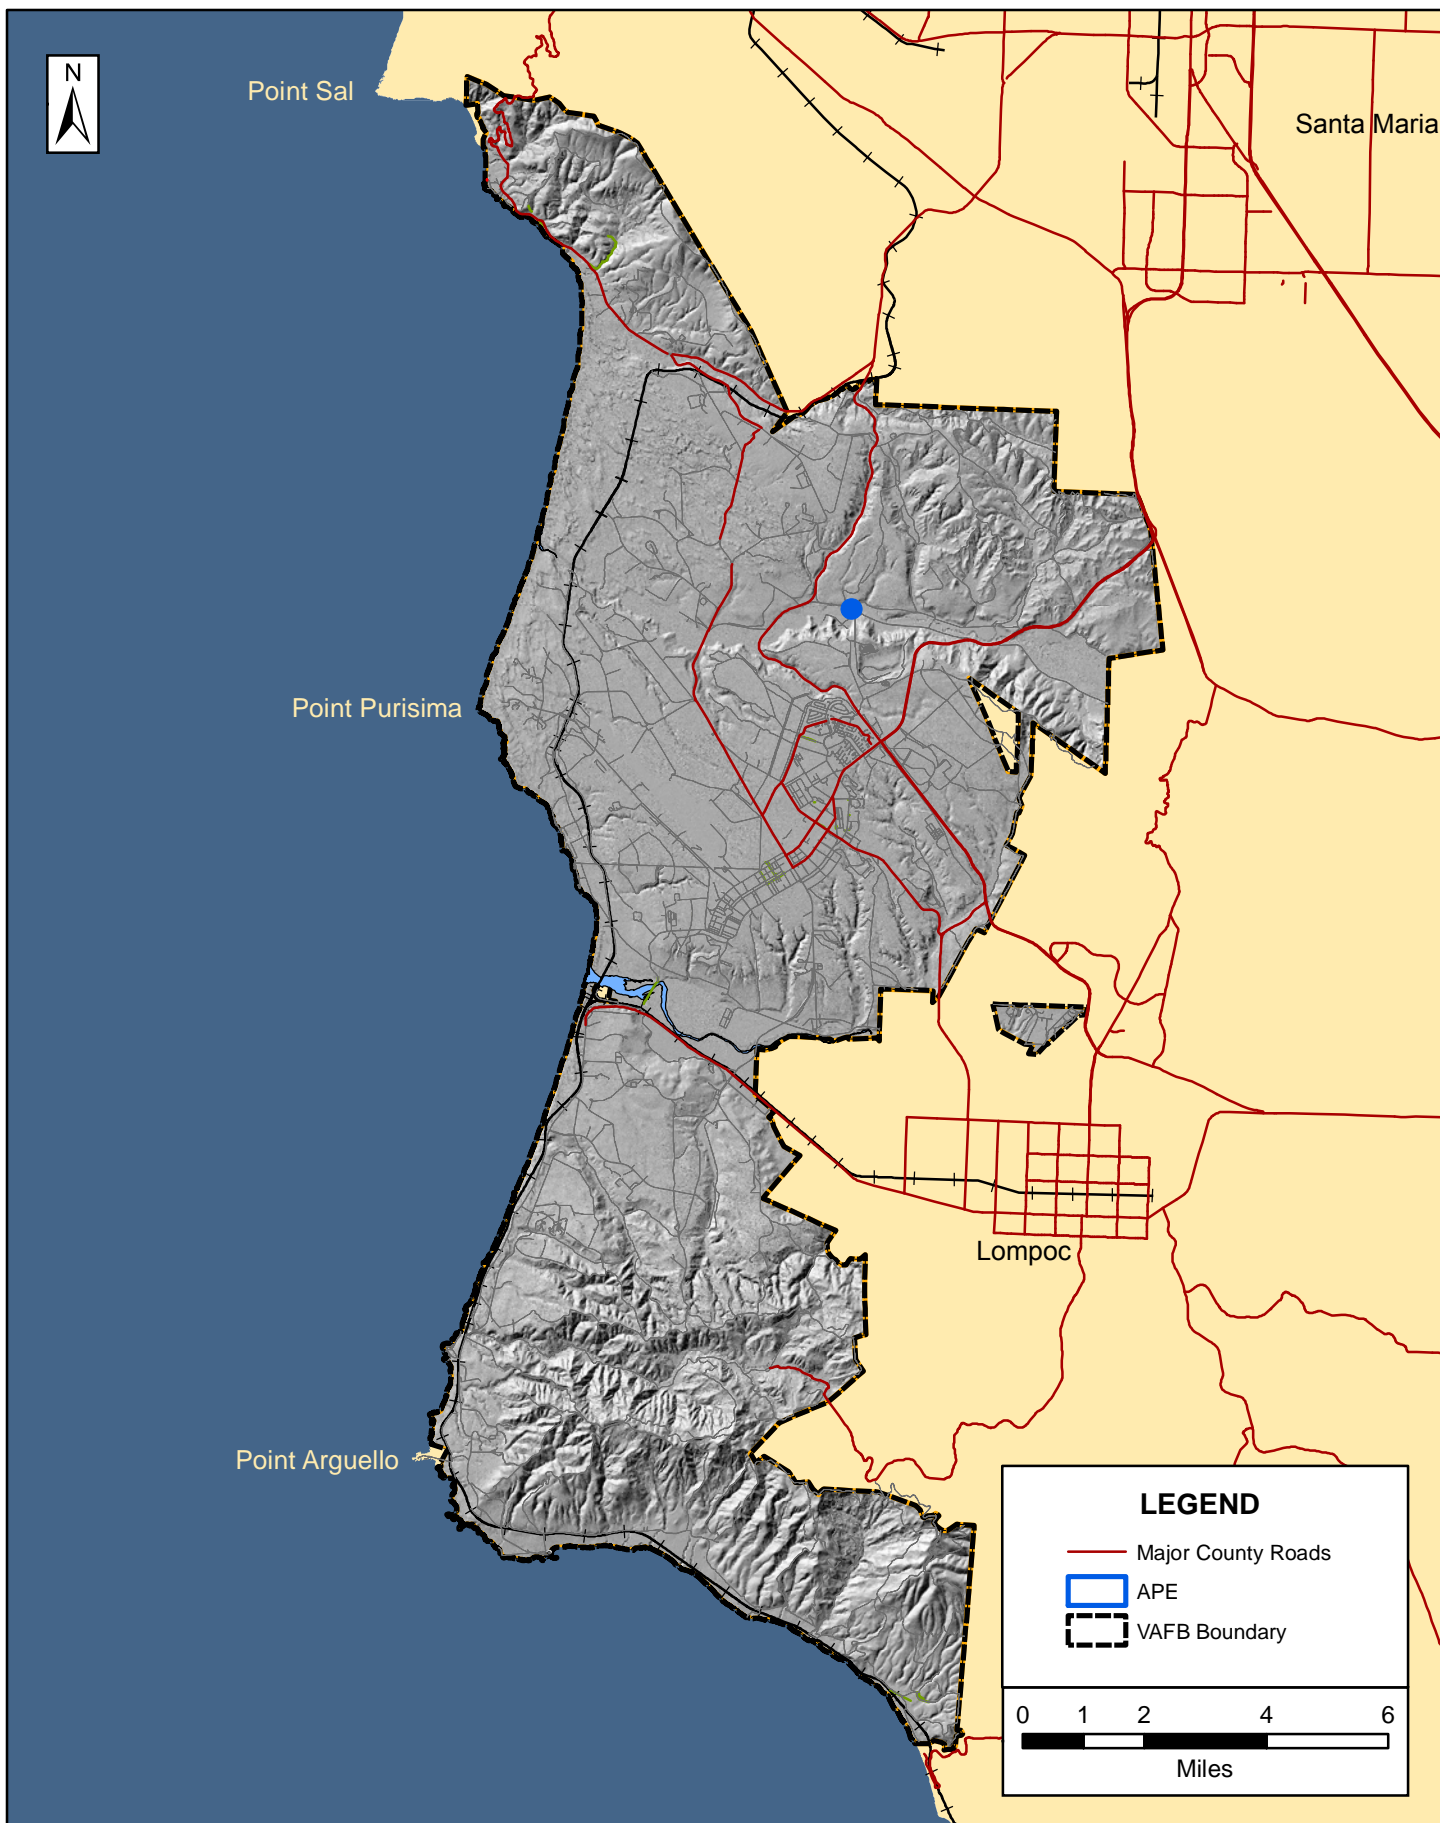 N
Point Sal
Santa Maria
Point Purisima
Lompoc
Point Arguello
LEGEND
Major County Roads
APE
VAFB Boundary
0 1 2 4 6
Miles